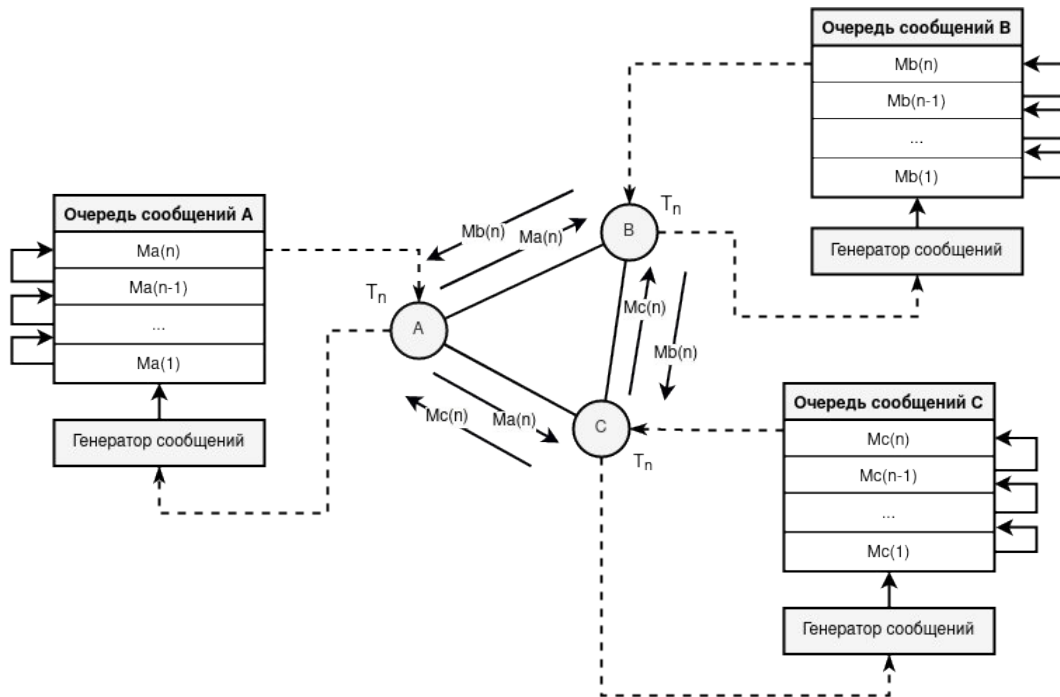 Очередь сообщений B
Mb(n)
Mb(n-1)
...
Mb(1)
Генератор сообщений
Очередь сообщений A
Ma(n)
Ma(n-1)
...
Ma(1)
Генератор сообщений
Tn
A
Tn
B
Tn
C
Mb(n)
Ma(n)
Mc(n)
Mb(n)
Mc(n)
Ma(n)
Очередь сообщений C
Mc(n)
Mc(n-1)
...
Mc(1)
Генератор сообщений